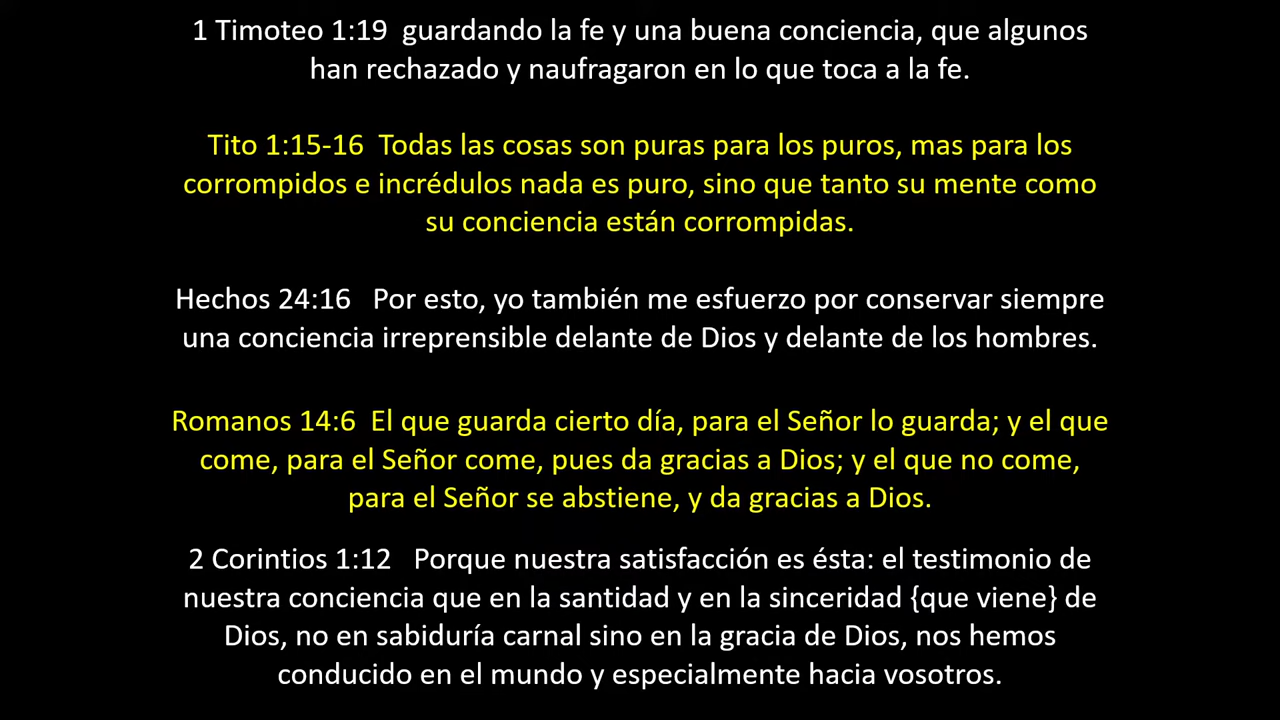 1 Timoteo 1:19  guardando la fe y una buena conciencia, que algunos
han rechazado y naufragaron en lo que toca a la fe.
Tito 1:15-16  Todas las cosas son puras para los puros, mas para los
corrompidos e incrédulos nada es puro, sino que tanto su mente como
su conciencia están corrompidas.
Hechos 24:16   Por esto, yo también me esfuerzo por conservar siempre
una conciencia irreprensible delante de Dios y delante de los hombres.
Romanos 14:6  El que guarda cierto día, para el Señor lo guarda; y el que
come, para el Señor come, pues da gracias a Dios; y el que no come,
para el Señor se abstiene, y da gracias a Dios.
2 Corintios 1:12   Porque nuestra satisfacción es ésta: el testimonio de
nuestra conciencia que en la santidad y en la sinceridad {que viene} de
Dios, no en sabiduría carnal sino en la gracia de Dios, nos hemos
conducido en el mundo y especialmente hacia vosotros.